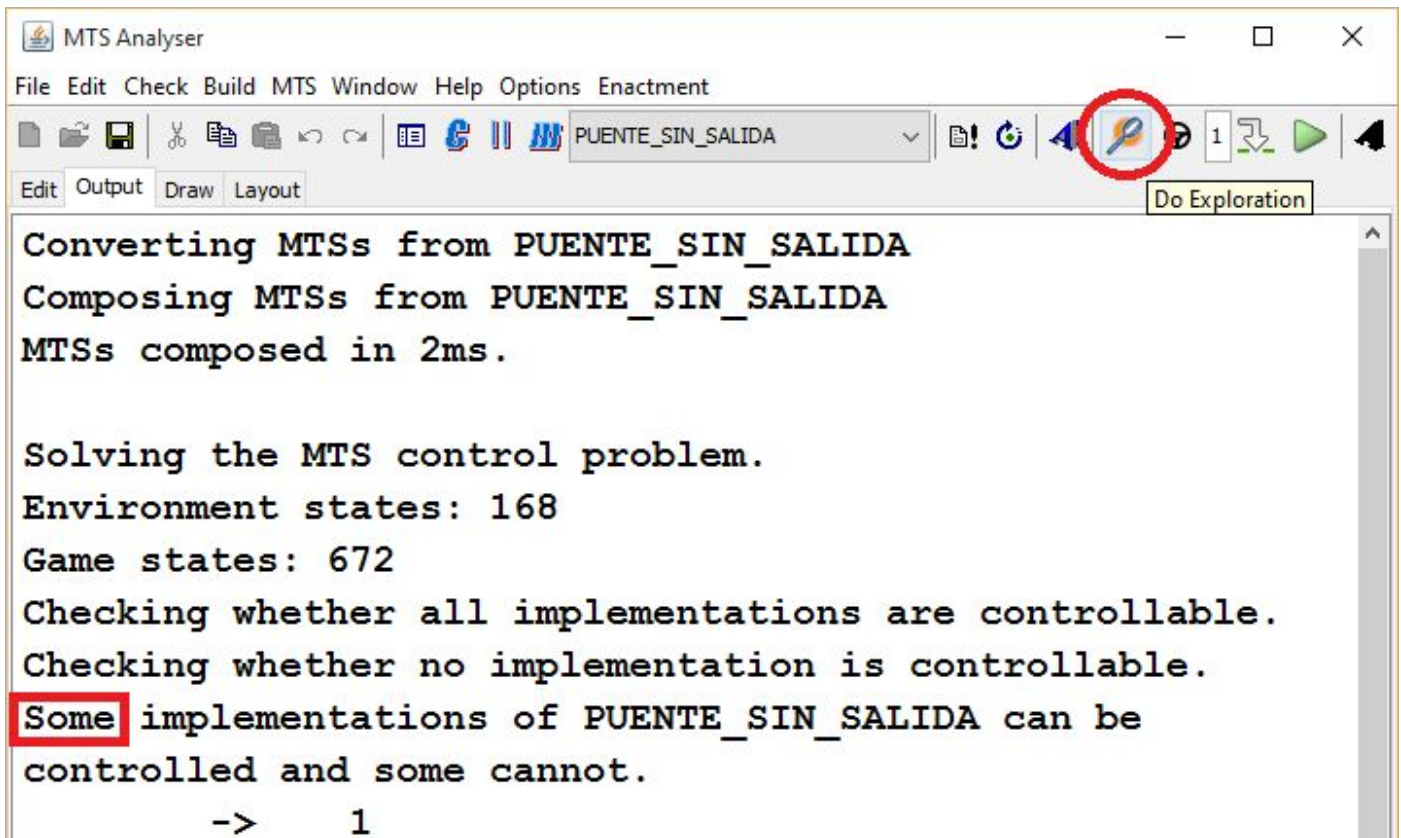 MTS Analyser
File Edit Check Build MTS Window Help Options Enactment
PUENTE_SIN_SALIDA
1
Edit Output Draw Layout
Do Exploration
Converting MTSs from PUENTE_SIN_SALIDA
Composing MTSs from PUENTE_SIN_SALIDA
MTSs composed in 2ms.
Solving the MTS control problem.
Environment states: 168
Game states: 672
Checking whether all implementations are controllable.
Checking whether no implementation is controllable.
Some implementations of PUENTE_SIN_SALIDA can be
controlled and some cannot.
-> 1